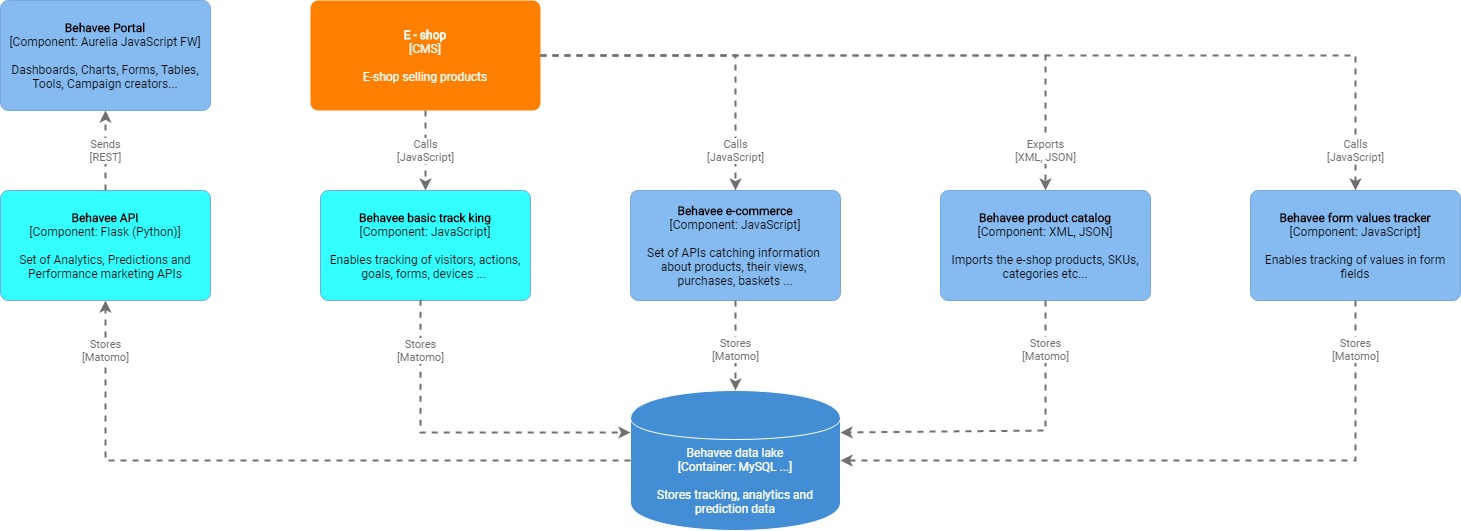 Behavee Portal
[Component: Aurelia JavaScript FW]
Dashboards, Charts, Forms, Tables,
Tools, Campaign creators...
E - shop
[CMS]
E-shop selling products
Sends
[REST]
Calls
[JavaScript]
Calls
[JavaScript]
Exports
[XML, JSON]
Calls
[JavaScript]
Behavee API
[Component: Flask (Python)]
Set of Analytics, Predictions and
Performance marketing APIs
Behavee basic track king
[Component: JavaScript]
Enables tracking of visitors, actions,
goals, forms, devices ...
Behavee e-commerce
[Component: JavaScript]
Set of APIs catching information
about products, their views,
purchases, baskets ...
Behavee product catalog
[Component: XML, JSON]
Imports the e-shop products, SKUs,
categories etc...
Behavee form values tracker
[Component: JavaScript]
Enables tracking of values in form
fields
Stores
[Matomo]
Stores
[Matomo]
Stores
[Matomo]
Stores
[Matomo]
Stores
[Matomo]
Behavee data lake
[Container: MySQL ...]
Stores tracking, analytics and
prediction data